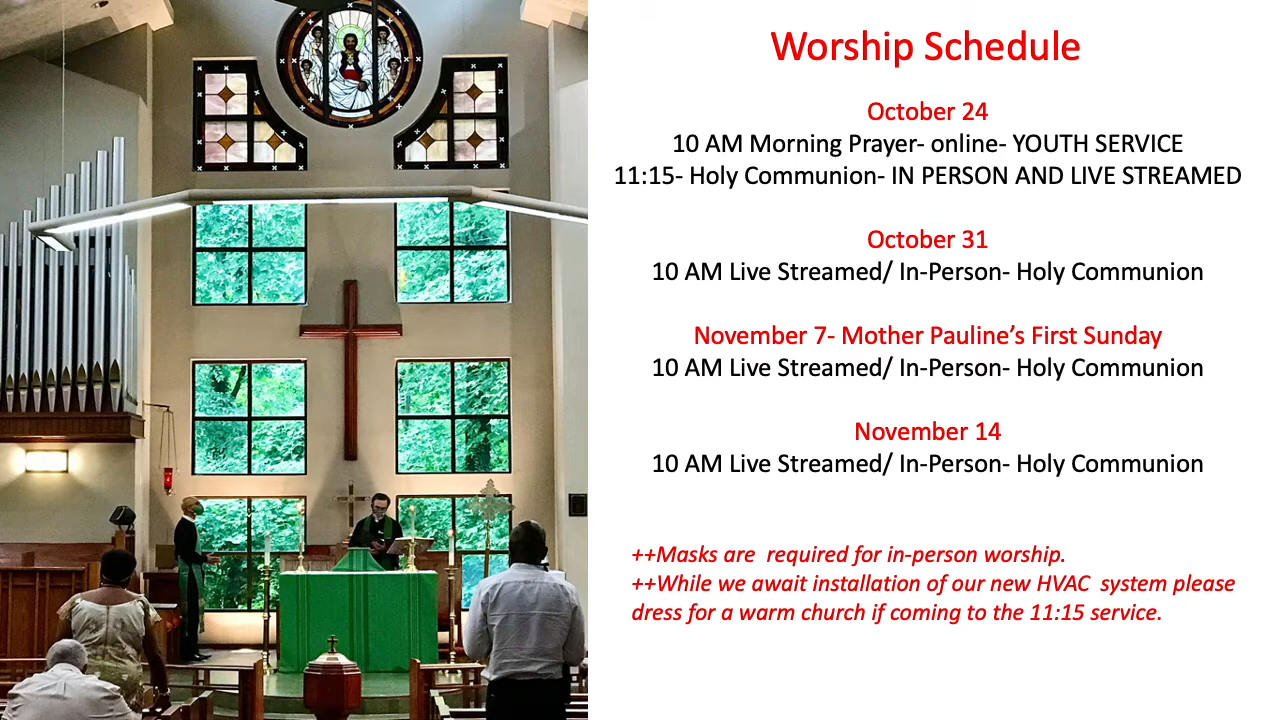 Worship Schedule
October 24
10 AM Morning Prayer- online- YOUTH SERVICE
11:15- Holy Communion- IN PERSON AND LIVE STREAMED
October 31
10 AM Live Streamed/ In-Person- Holy Communion
November 7- Mother Pauline’s First Sunday
10 AM Live Streamed/ In-Person- Holy Communion
November 14
10 AM Live Streamed/ In-Person- Holy Communion
++Masks are  required for in-person worship.
++While we await installation of our new HVAC  system please
dress for a warm church if coming to the 11:15 service.